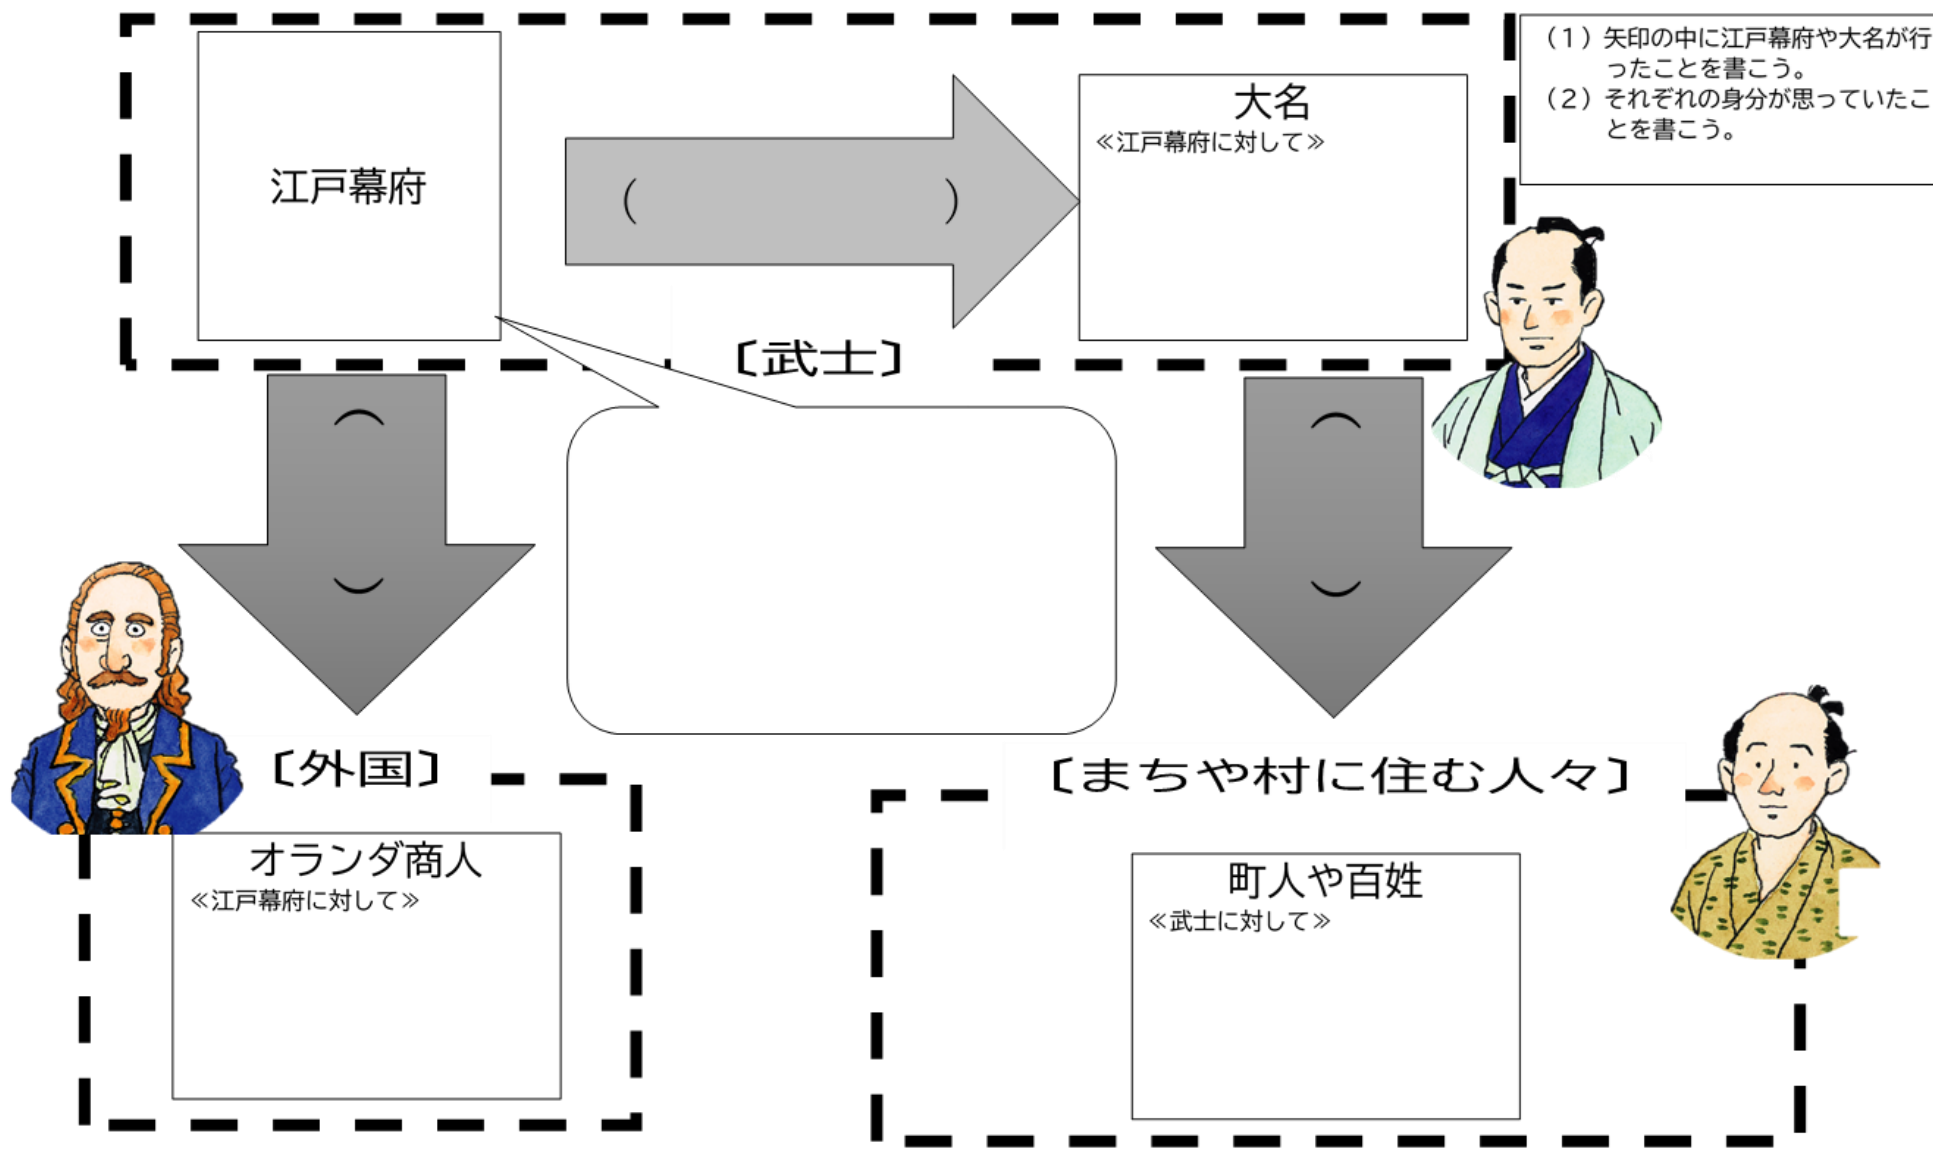 (1)矢印の中に江戸幕府や大名が行
ったことを書こう。
(2)それぞれの身分が思っていたこ
とを書こう。
江戸幕府
( )
大名
≪江戸幕府に対して≫
〔武士〕
( )
( )
〔外国〕
オランダ商人
≪江戸幕府に対して≫
〔まちや村に住む人々〕
町人や百姓
≪武士に対して≫